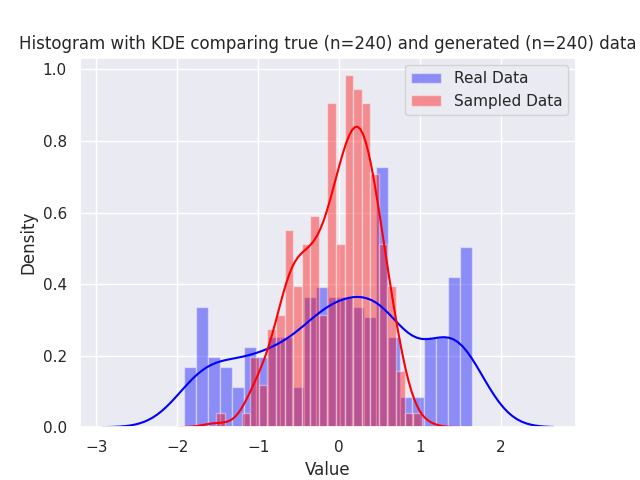 Histogram with KDE comparing true (n=240) and generated (n=240) data
Real Data
Sampled Data
1.0
0.8
0.6
0.4
0.2
0.0
Density
−3
−2
−1
0
1
2
Value